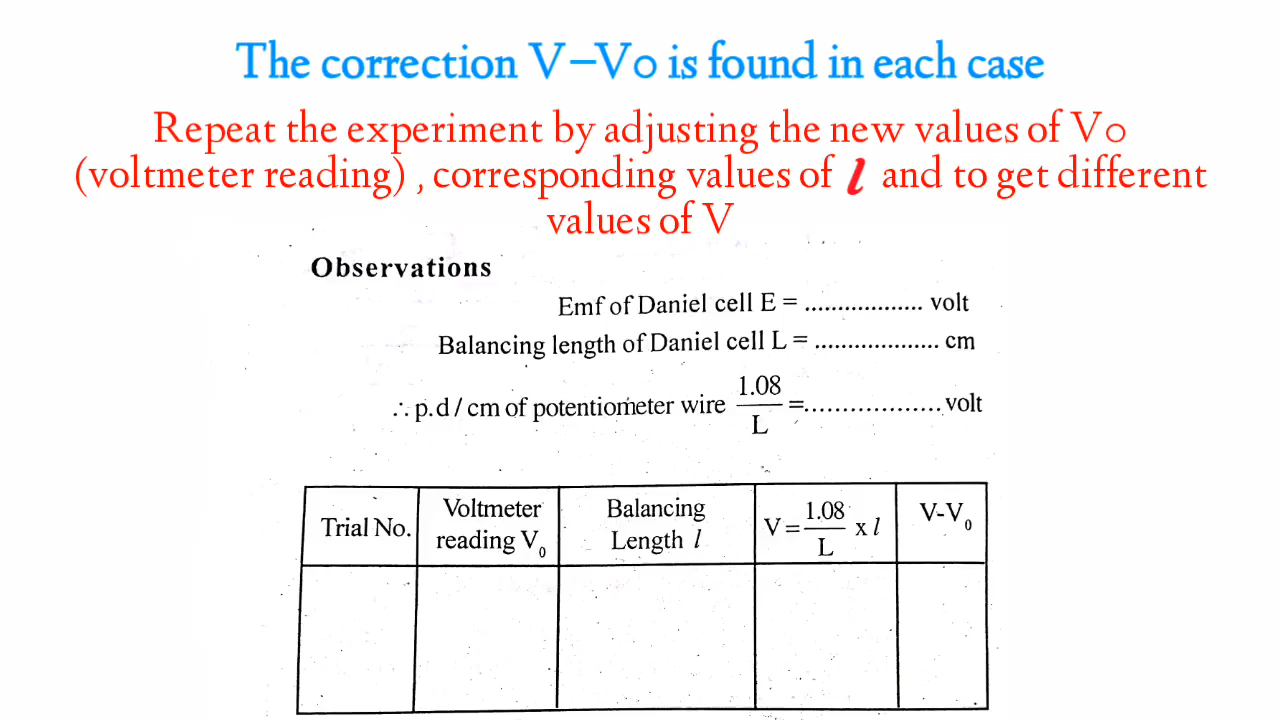 The correction V–Vo is found in each case
Repeat the experiment by adjusting the new values of Vo
(voltmeter reading) , corresponding values of l and to get different
values of V
Observations
Emf of Daniel cell E = .................. volt
Balancing length of Daniel cell L = ................... cm
∴ p.d / cm of potentiometer wire 1.08/L =.................. volt
Trial No.
Voltmeter
reading V₀
Balancing
Length l
V = 1.08/L x l
V-V₀